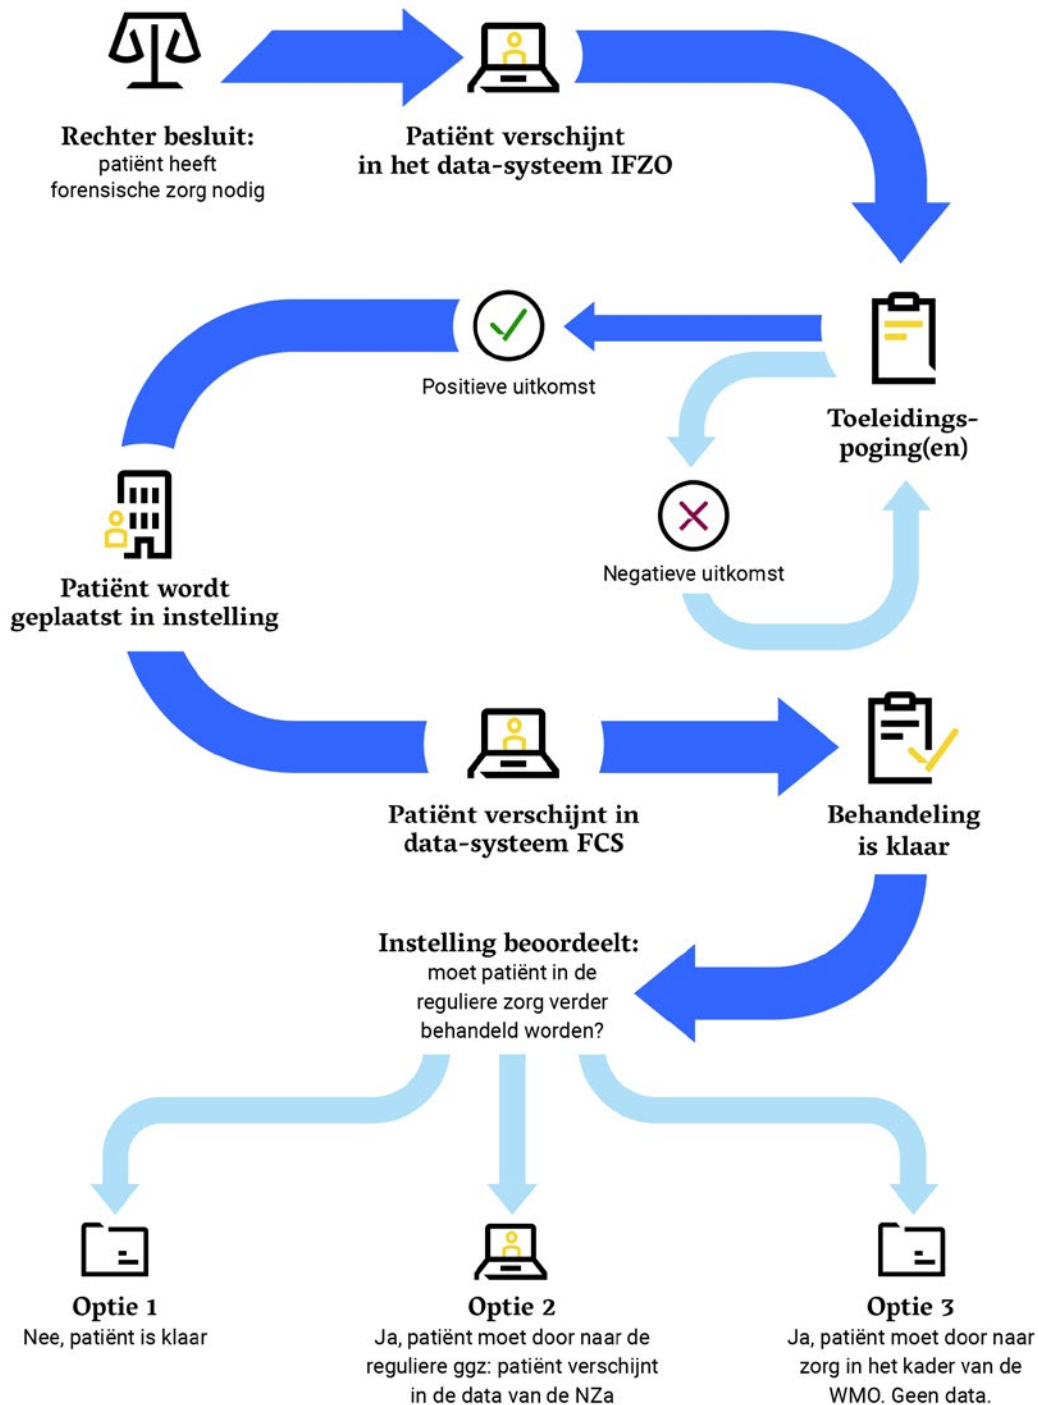 Rechter besluit:
patiënt heeft
forensische zorg nodig
Patiënt verschijnt
in het data-systeem IFZO
Toeleidings-
poging(en)
Positieve uitkomst
Negatieve uitkomst
Patiënt wordt
geplaatst in instelling
Patiënt verschijnt in
data-systeem FCS
Behandeling
is klaar
Instelling beoordeelt:
moet patiënt in de
reguliere zorg verder
behandeld worden?
Optie 1
Nee, patiënt is klaar
Optie 2
Ja, patiënt moet door naar de
reguliere ggz: patiënt verschijnt
in de data van de NZa
Optie 3
Ja, patiënt moet door naar
zorg in het kader van de
WMO. Geen data.